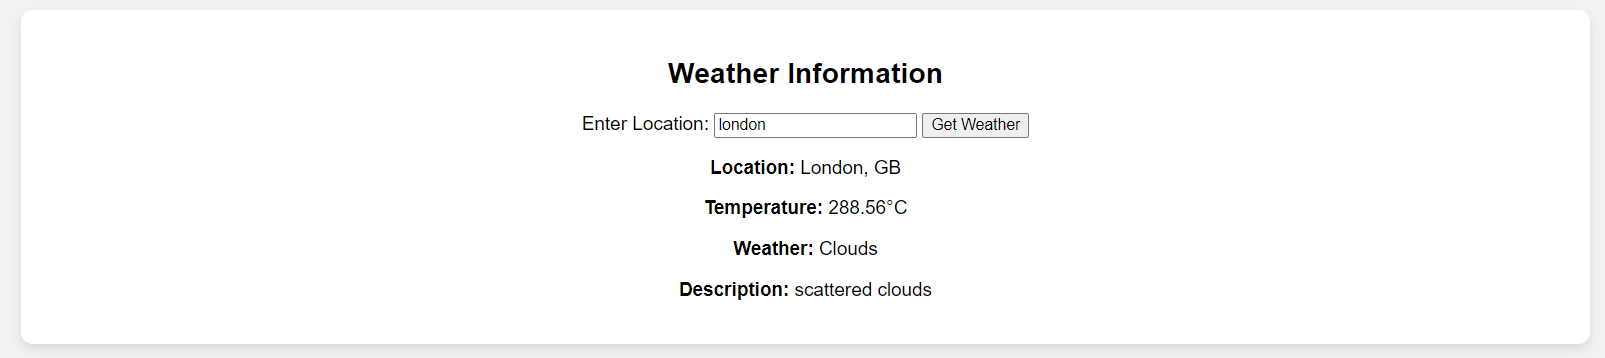 Weather Information
Enter Location: london Get Weather
Location: London, GB
Temperature: 288.56°C
Weather: Clouds
Description: scattered clouds